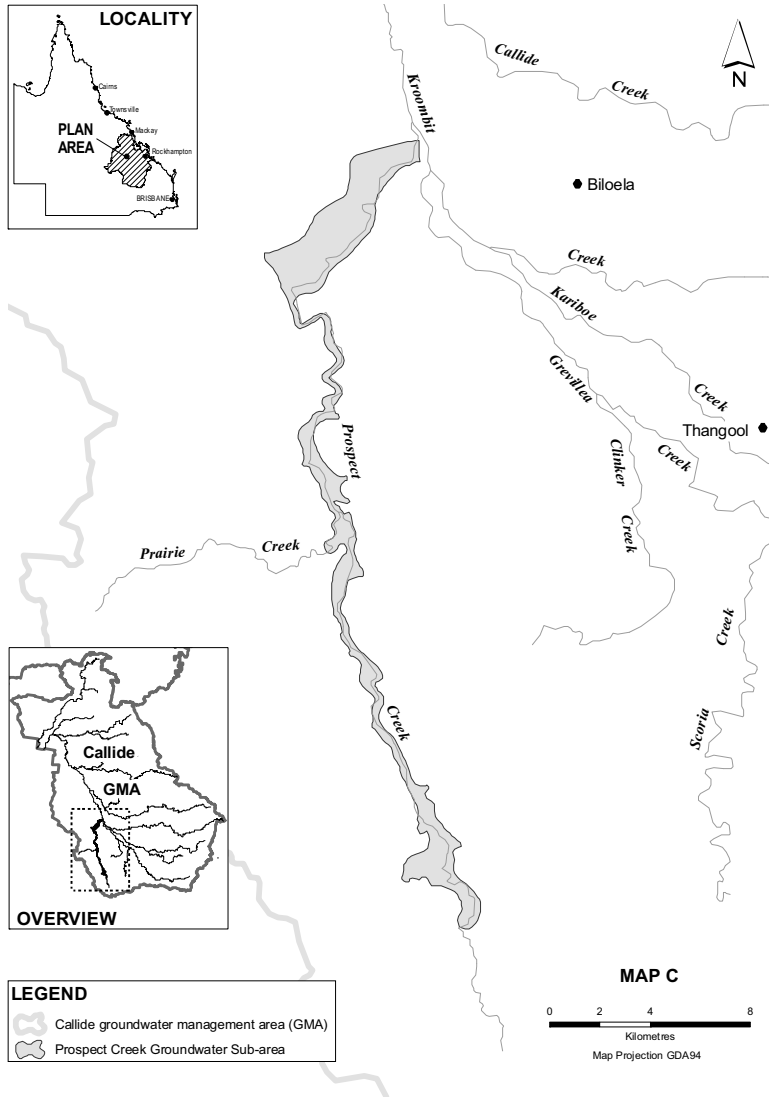 LOCALITY
Cairns
Townsville
Mackay
PLAN
AREA
Rockhampton
BRISBANE
Callide
Creek
N
Kroombit
Biloela
Creek
Kariboe
Creek
Grevillea
Creek
Thangool
Clinker
Creek
Prospect
Creek
Prairie Creek
Creek
Scoria
Callide
GMA
OVERVIEW
LEGEND
Callide groundwater management area (GMA)
Prospect Creek Groundwater Sub-area
MAP C
0 2 4 8
Kilometres
Map Projection GDA94